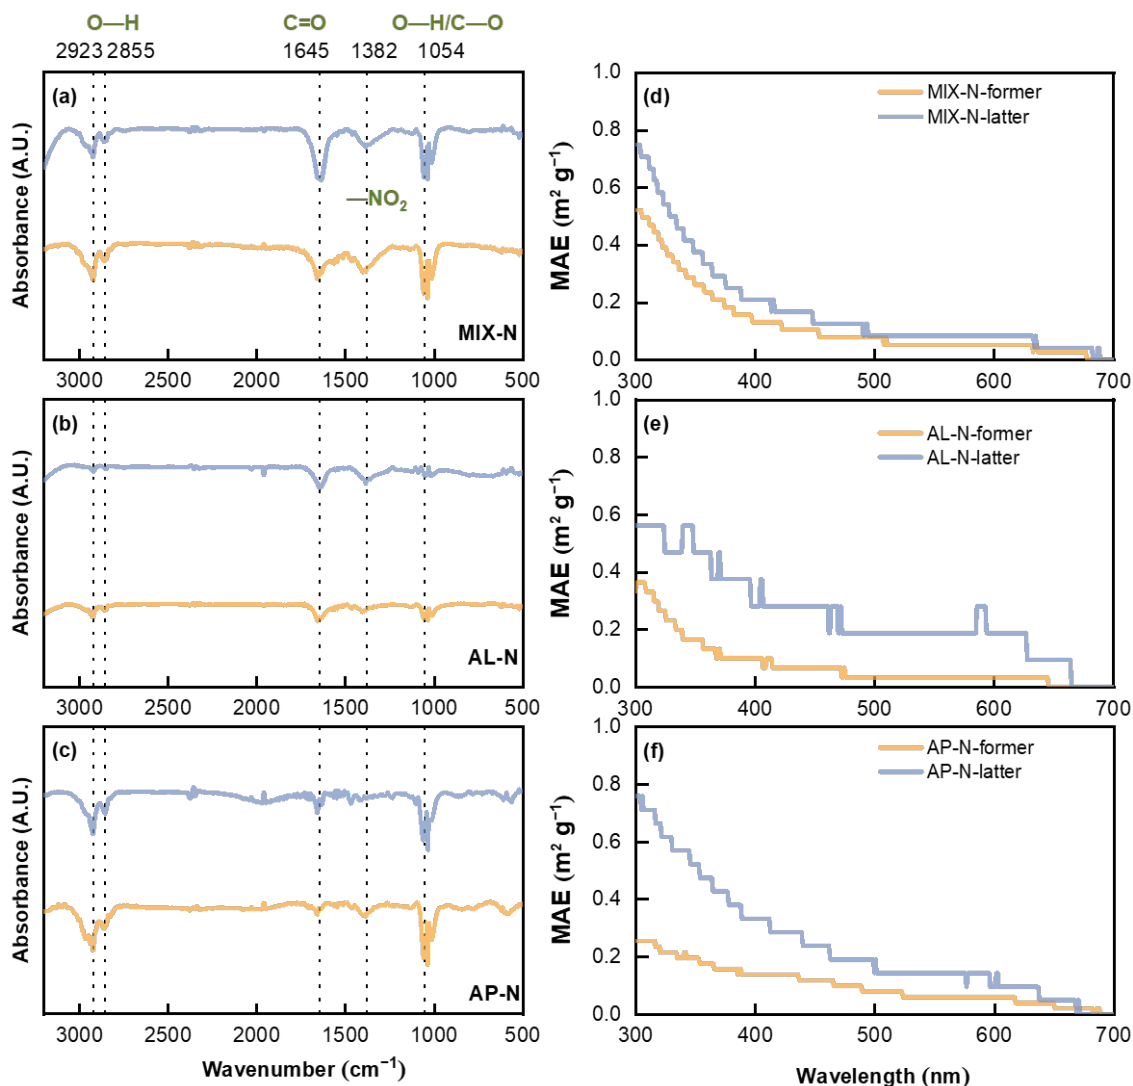 O—H C=O O—H/C—O
2923 2855 1645 1382 1054
(a)
—NO₂
MIX-N
Absorbance (A.U.)
3000 2500 2000 1500 1000 500
(b)
AL-N
Absorbance (A.U.)
3000 2500 2000 1500 1000 500
(c)
AP-N
Absorbance (A.U.)
3000 2500 2000 1500 1000 500
Wavenumber (cm⁻¹)
(d)
MIX-N-former
MIX-N-latter
MAE (m² g⁻¹)
1.0
0.8
0.6
0.4
0.2
0.0
300 400 500 600 700
(e)
AL-N-former
AL-N-latter
MAE (m² g⁻¹)
1.0
0.8
0.6
0.4
0.2
0.0
300 400 500 600 700
(f)
AP-N-former
AP-N-latter
MAE (m² g⁻¹)
1.0
0.8
0.6
0.4
0.2
0.0
300 400 500 600 700
Wavelength (nm)